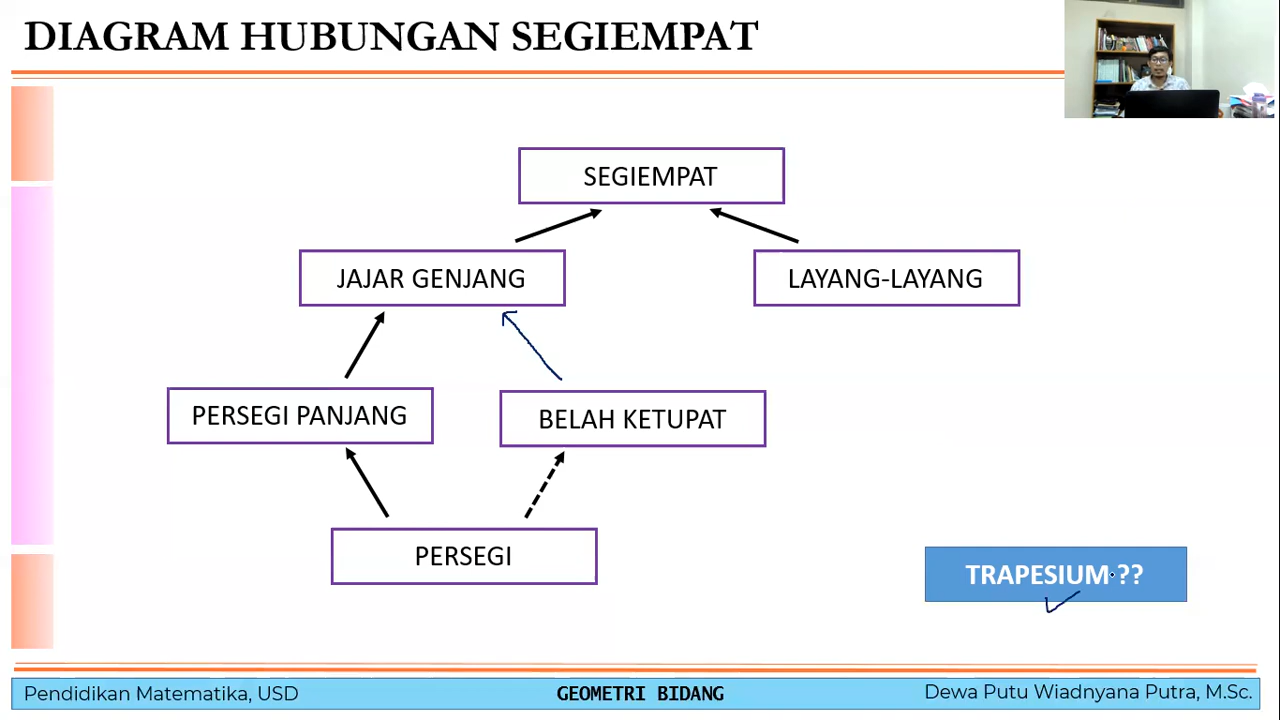 DIAGRAM HUBUNGAN SEGIEMPAT
SEGIEMPAT
JAJAR GENJANG
LAYANG-LAYANG
PERSEGI PANJANG
BELAH KETUPAT
PERSEGI
TRAPESIUM ??
Pendidikan Matematika, USD
GEOMETRI BIDANG
Dewa Putu Wiadnyana Putra, M.Sc.